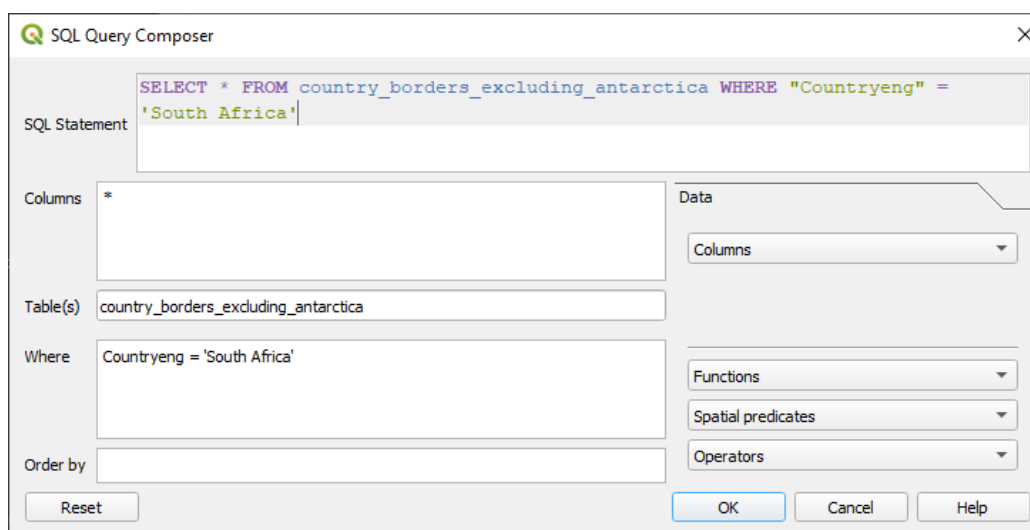 SQL Query Composer
SELECT * FROM country_borders_excluding_antarctica WHERE "Countryeng" =
'South Africa'
SQL Statement
Columns
*
Data
Columns
Table(s)
country_borders_excluding_antarctica
Where
Countryeng = 'South Africa'
Functions
Spatial predicates
Operators
Order by
Reset
OK
Cancel
Help